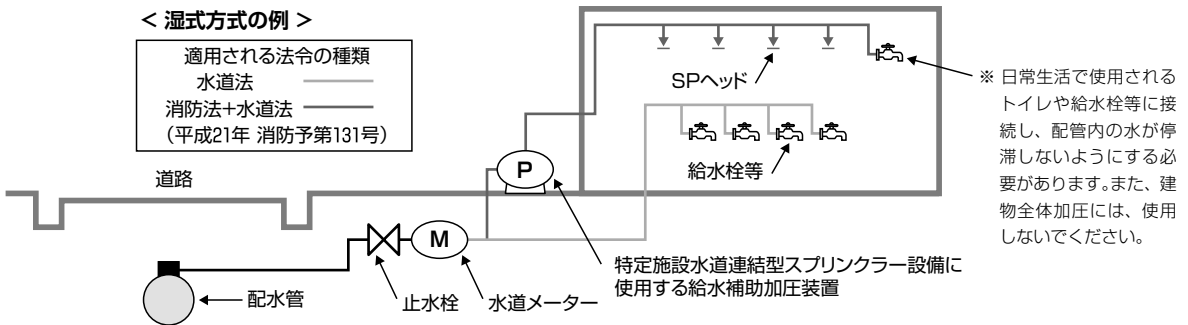 < 湿式方式の例 >
適用される法令の種類
水道法
消防法+水道法
(平成21年 消防予第131号)
道路
SPヘッド
給水栓等
P
M
配水管
止水栓
水道メーター
特定施設水道連結型スプリンクラー設備に
使用する給水補助加圧装置
※ 日常生活で使用される
トイレや給水栓等に接
続し、配管内の水が停
滞しないようにする必
要があります。また、建
物全体加圧には、使用
しないでください。